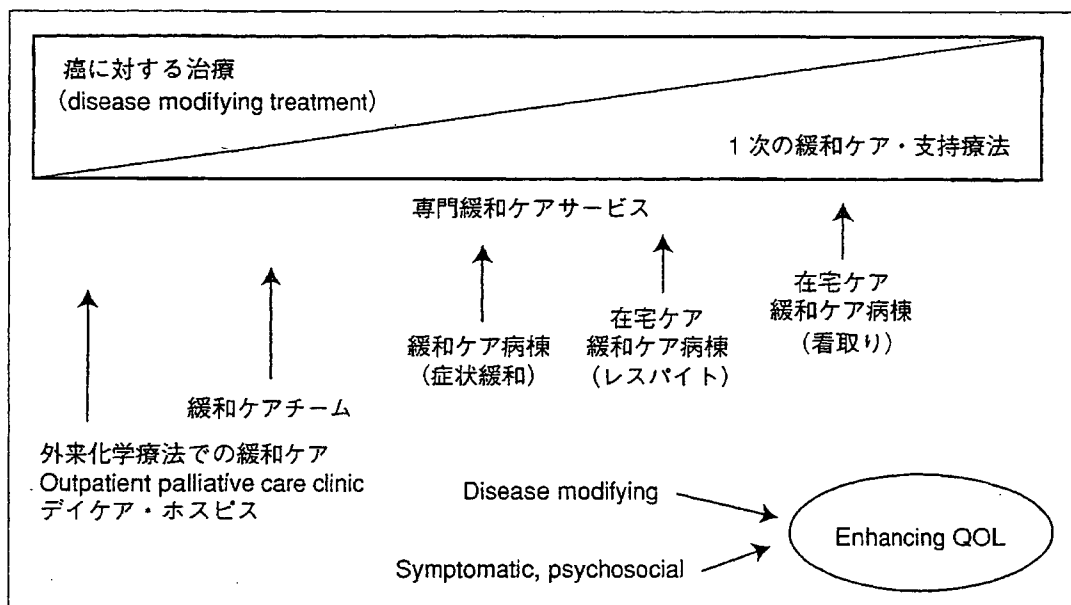 癌に対する治療
（disease modifying treatment）
1次の緩和ケア・支持療法
専門緩和ケアサービス
在宅ケア
緩和ケア病棟
（看取り）
在宅ケア
緩和ケア病棟
（レスパイト）
緩和ケア病棟
（症状緩和）
緩和ケアチーム
外来化学療法での緩和ケア
Outpatient palliative care clinic
デイケア・ホスピス
Disease modifying
Symptomatic, psychosocial
Enhancing QOL